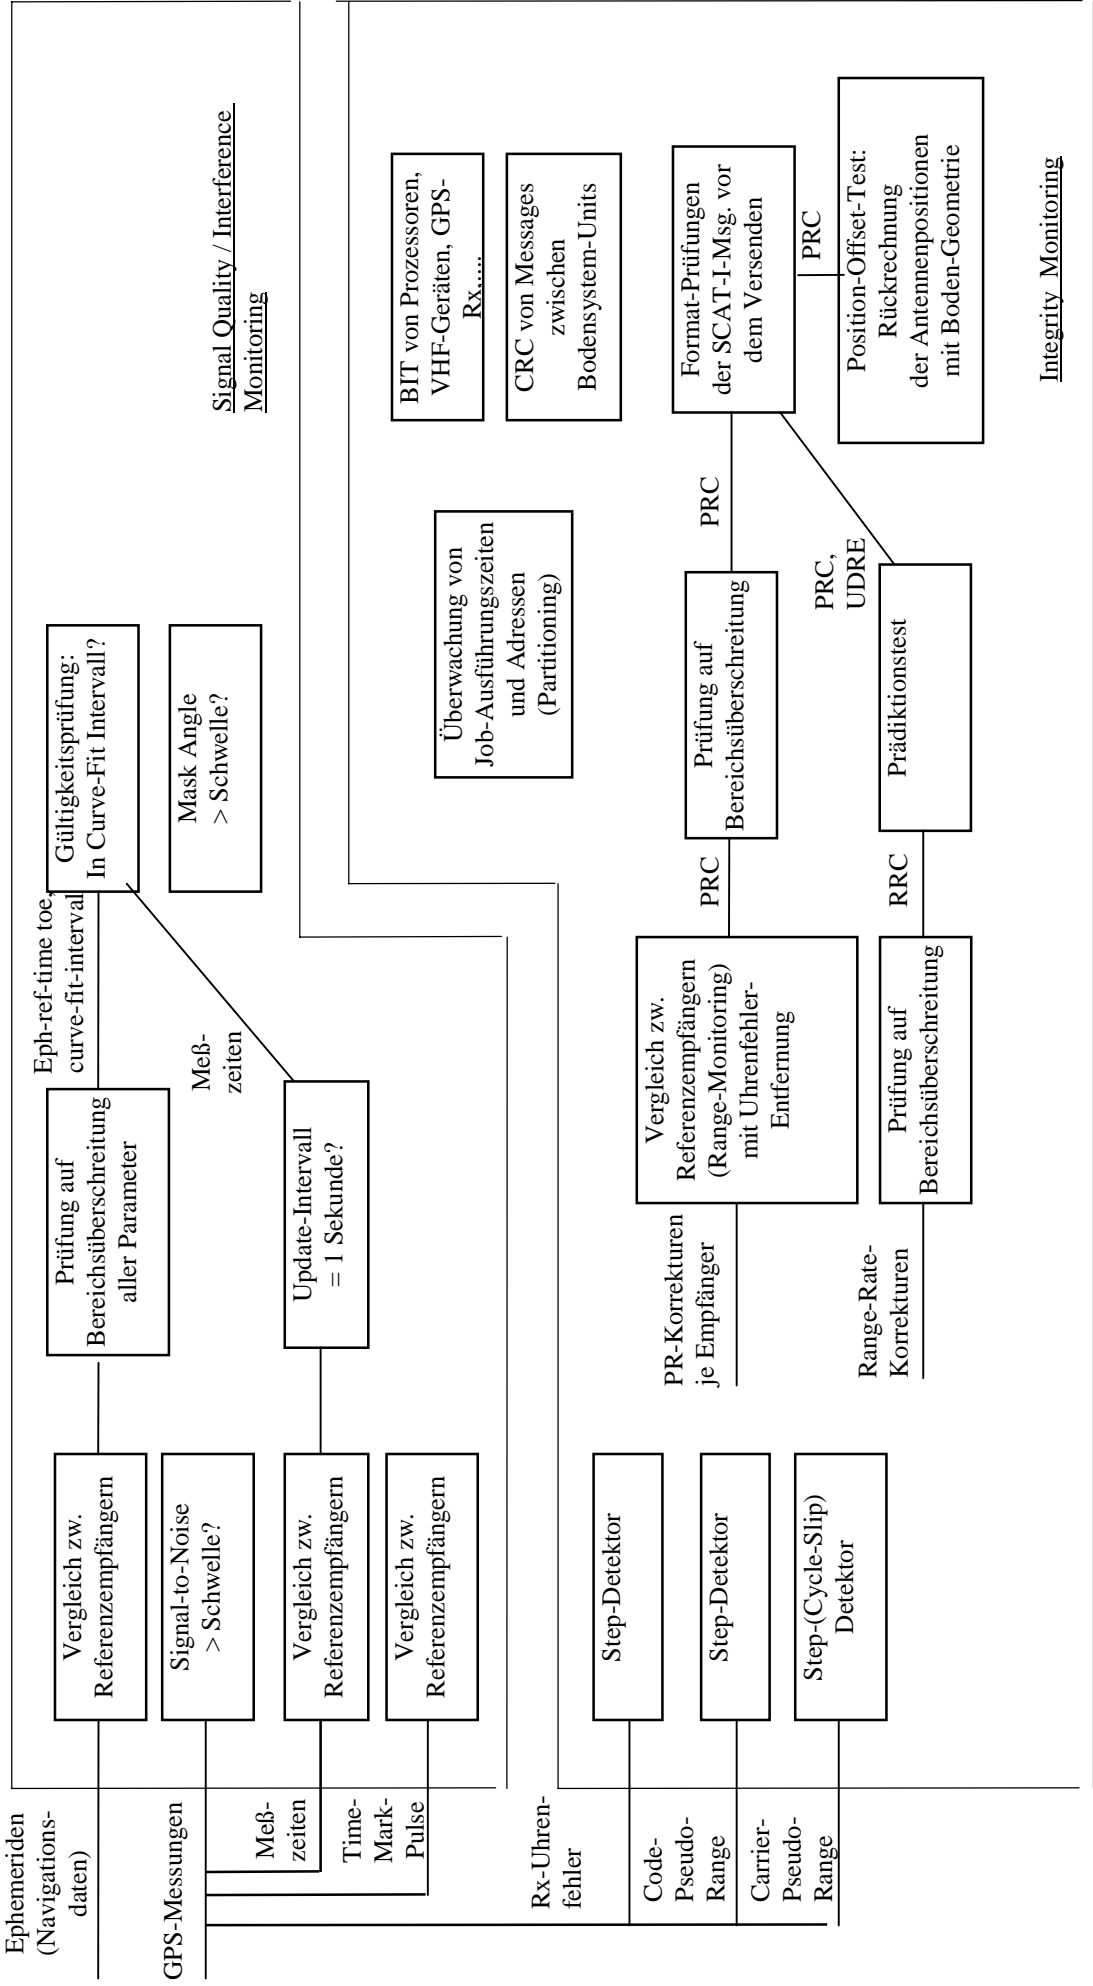 Ephemeriden
(Navigations-
daten)
GPS-Messungen
Meß-
zeiten
Time-
Mark-
Pulse
Vergleich zw.
Referenzempfängern
Signal-to-Noise
> Schwelle?
Vergleich zw.
Referenzempfängern
Vergleich zw.
Referenzempfängern
Prüfung auf
Bereichsüberschreitung
aller Parameter
Update-Intervall
= 1 Sekunde?
Eph-ref-time toe,
curve-fit-interval
Meß-
zeiten
Gültigkeitsprüfung:
In Curve-Fit Intervall?
Mask Angle
> Schwelle?
Signal Quality / Interference
Monitoring
Rx-Uhren-
fehler
Code-
Pseudo-
Range
Carrier-
Pseudo-
Range
Step-Detektor
Step-Detektor
Step-(Cycle-Slip)
Detektor
PR-Korrekturen
je Empfänger
Range-Rate-
Korrekturen
Vergleich zw.
Referenzempfängern
(Range-Monitoring)
mit Uhrenfehler-
Entfernung
Prüfung auf
Bereichsüberschreitung
PRC
RRC
Überwachung von
Job-Ausführungszeiten
und Adressen
(Partitioning)
Prüfung auf
Bereichsüberschreitung
Prädiktionstest
PRC
PRC,
UDRE
BIT von Prozessoren,
VHF-Geräten, GPS-
Rx,...
CRC von Messages
zwischen
Bodensystem-Units
Format-Prüfungen
der SCAT-I-Msg. vor
dem Versenden
PRC
Position-Offset-Test:
Rückrechnung
der Antennenpositionen
mit Boden-Geometrie
Integrity Monitoring